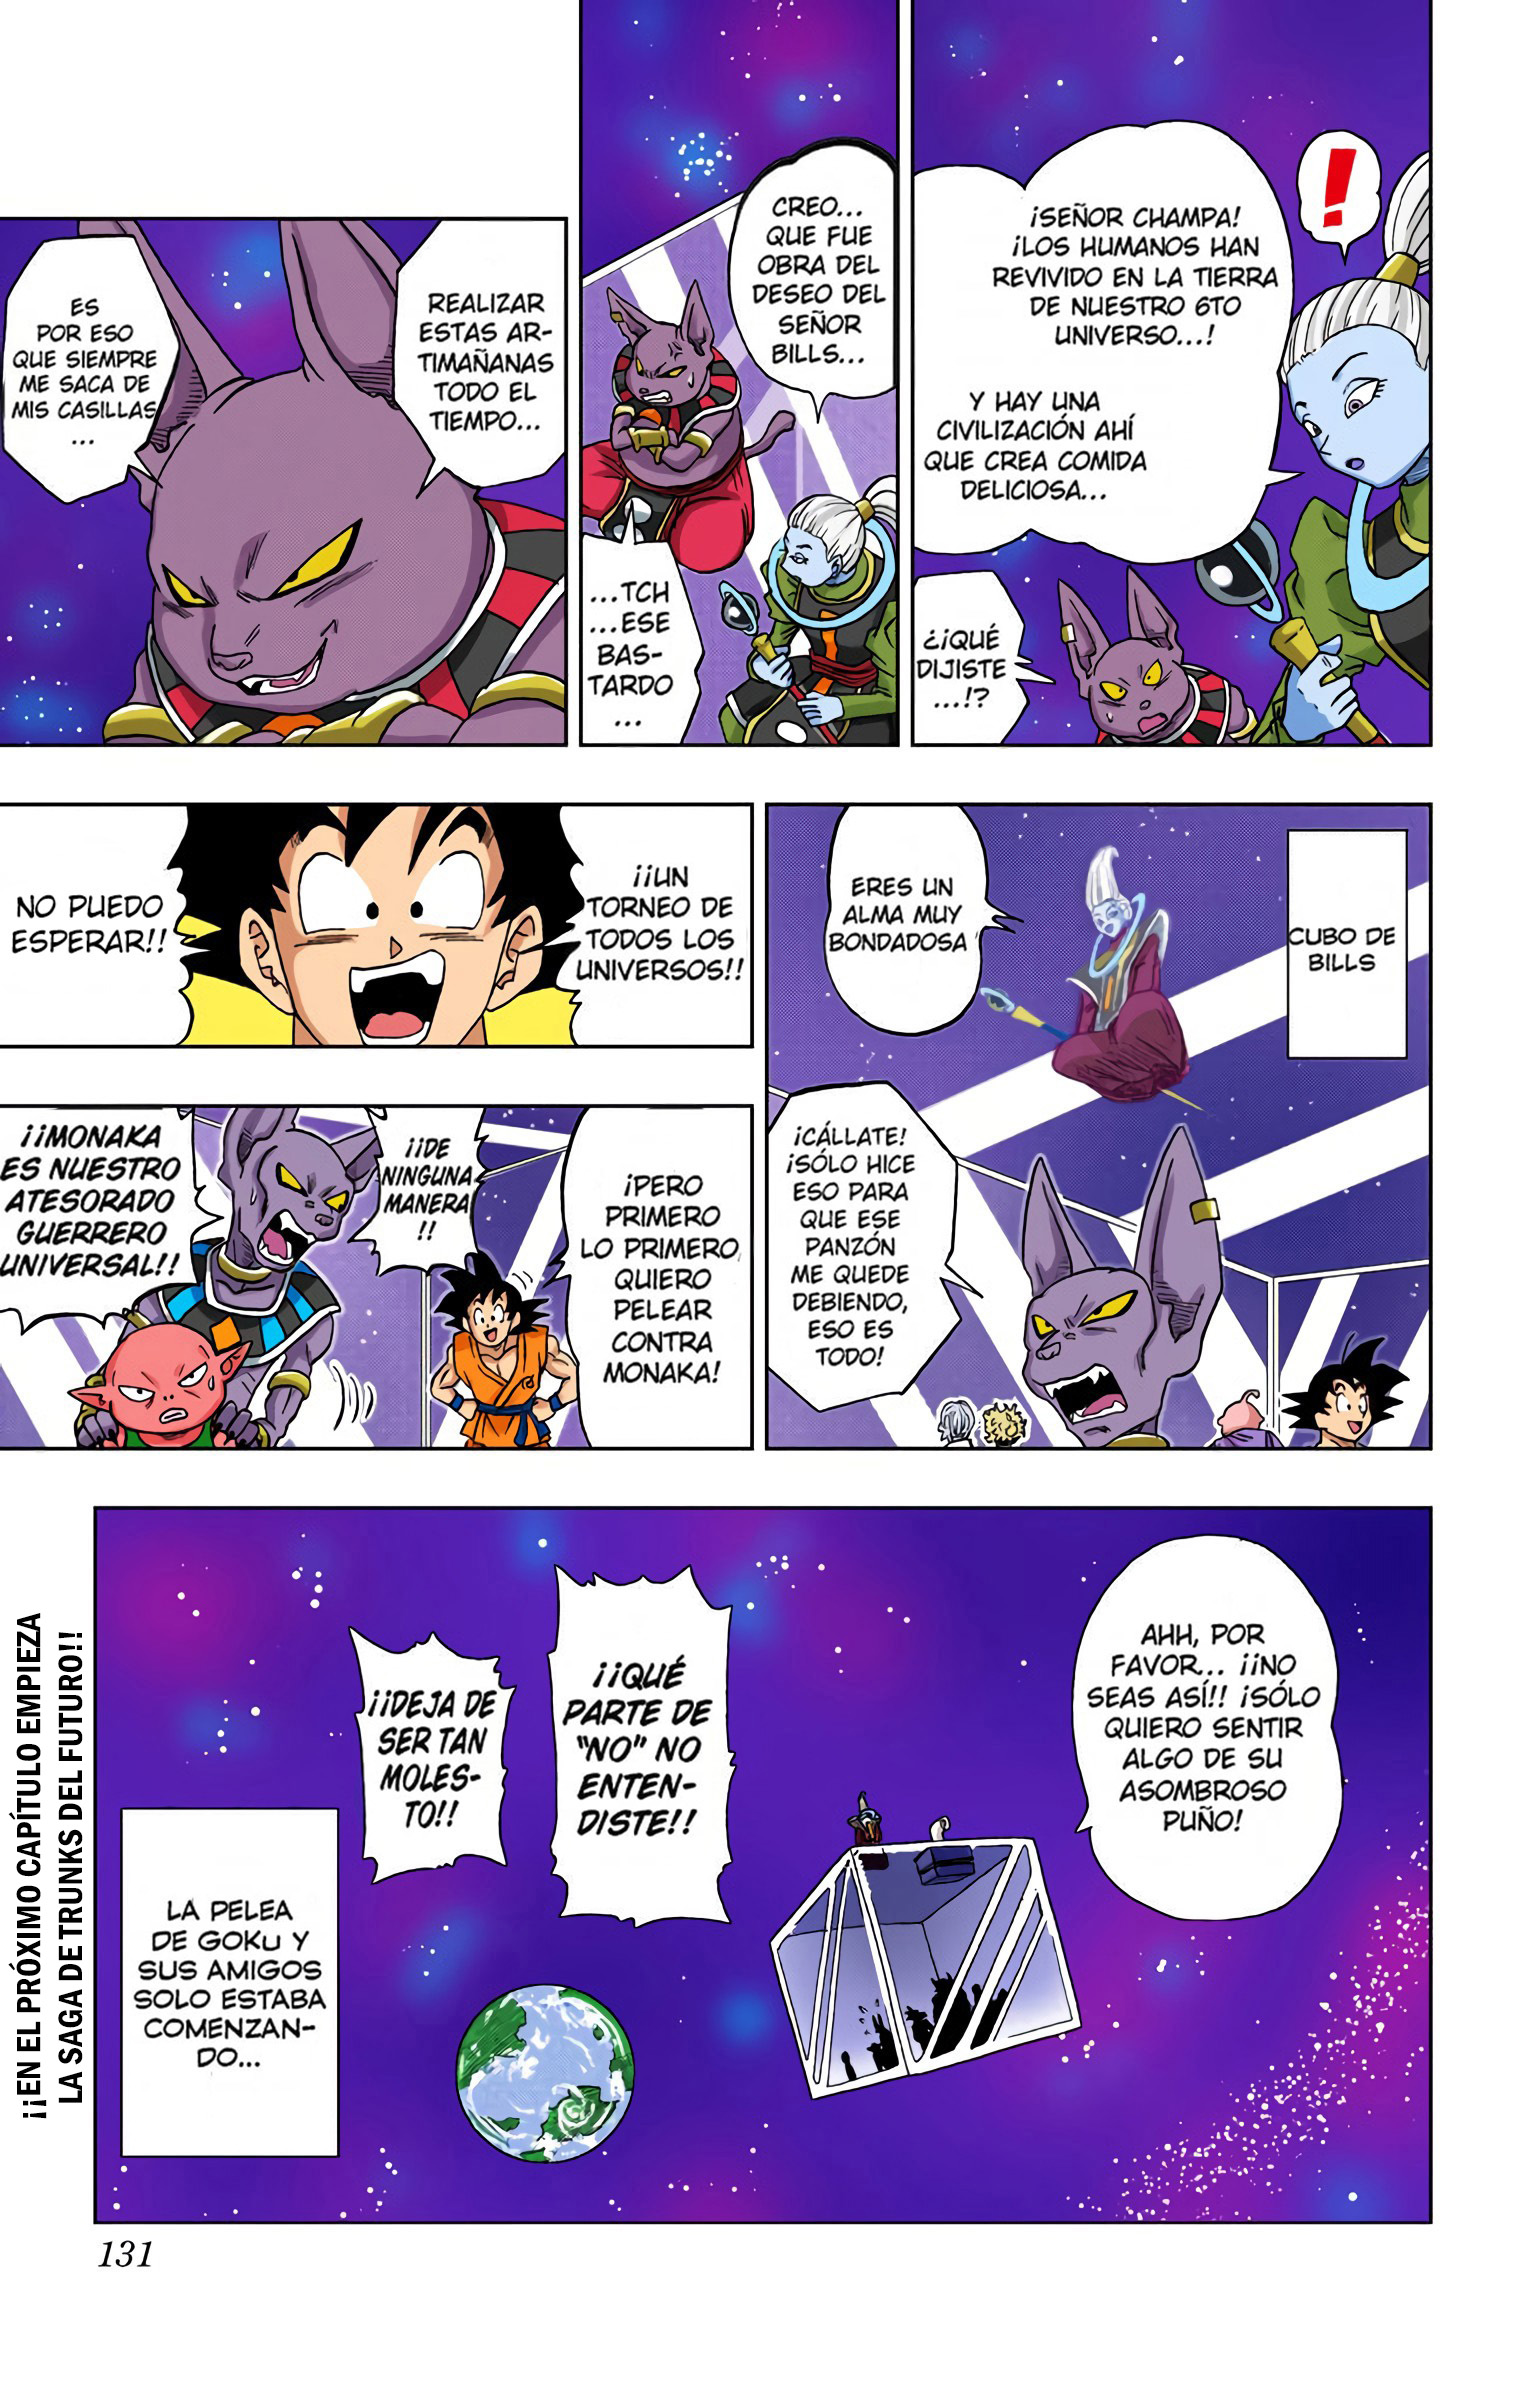 !
¡SEÑOR CHAMPA!
¡LOS HUMANOS HAN
REVIVIDO EN LA TIERRA
DE NUESTRO 6TO
UNIVERSO...!
Y HAY UNA
CIVILIZACIÓN AHÍ
QUE CREA COMIDA
DELICIOSA...
¿¡QUÉ
DIJISTE
...!?
CREO...
QUE FUE
OBRA DEL
DESEO DEL
SEÑOR
BILLS...
...TCH
...ESE
BAS-
TARDO
...
REALIZAR
ESTAS AR-
TIMAÑANAS
TODO EL
TIEMPO...
ES
POR ESO
QUE SIEMPRE
ME SACA DE
MIS CASILLAS
...
CUBO DE
BILLS
ERES UN
ALMA MUY
BONDADOSA
¡CÁLLATE!
¡SÓLO HICE
ESO PARA
QUE ESE
PANZÓN
ME QUEDE
DEBIENDO,
ESO ES
TODO!
¡¡UN
TORNEO DE
TODOS LOS
UNIVERSOS!!
NO PUEDO
ESPERAR!!
¡PERO
PRIMERO
LO PRIMERO,
QUIERO
PELEAR
CONTRA
MONAKA!
¡¡DE
NINGUNA
MANERA
!!
¡¡MONAKA
ES NUESTRO
ATESORADO
GUERRERO
UNIVERSAL!!
AHH, POR
FAVOR... ¡¡NO
SEAS ASÍ!! ¡SÓLO
QUIERO SENTIR
ALGO DE SU
ASOMBROSO
PUÑO!
¡¡QUÉ
PARTE DE
"NO" NO
ENTEN-
DISTE!!
¡¡DEJA DE
SER TAN
MOLES-
TO!!
LA PELEA
DE GOKU Y
SUS AMIGOS
SOLO ESTABA
COMENZAN-
DO...
¡¡EN EL PRÓXIMO CAPÍTULO EMPIEZA
LA SAGA DE TRUNKS DEL FUTURO!!
131